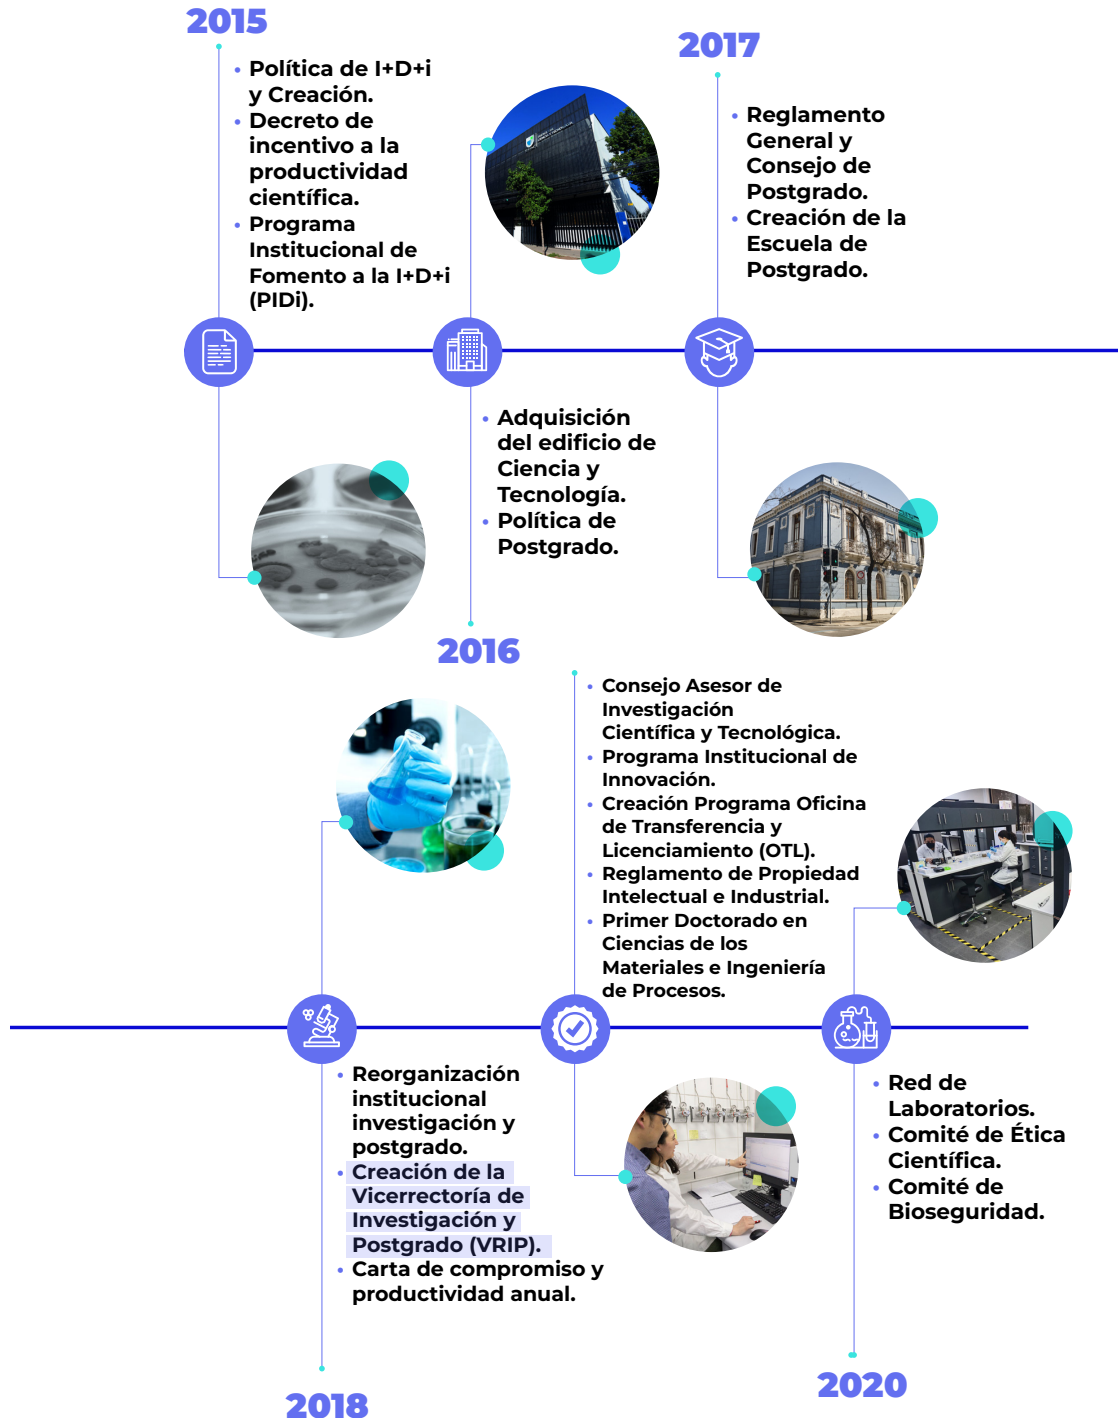 2015
• Política de I+D+i
y Creación.
• Decreto de
incentivo a la
productividad
científica.
• Programa
Institucional de
Fomento a la I+D+i
(PIDi).
• Adquisición
del edificio de
Ciencia y
Tecnología.
• Política de
Postgrado.
2016
2017
• Reglamento
General y
Consejo de
Postgrado.
• Creación de la
Escuela de
Postgrado.
• Reorganización
institucional
investigación y
postgrado.
• Creación de la
Vicerrectoría de
Investigación y
Postgrado (VRIP).
• Carta de compromiso y
productividad anual.
2018
• Consejo Asesor de
Investigación
Científica y Tecnológica.
• Programa Institucional de
Innovación.
• Creación Programa Oficina
de Transferencia y
Licenciamiento (OTL).
• Reglamento de Propiedad
Intelectual e Industrial.
• Primer Doctorado en
Ciencias de los
Materiales e Ingeniería
de Procesos.
• Red de
Laboratorios.
• Comité de Ética
Científica.
• Comité de
Bioseguridad.
2020